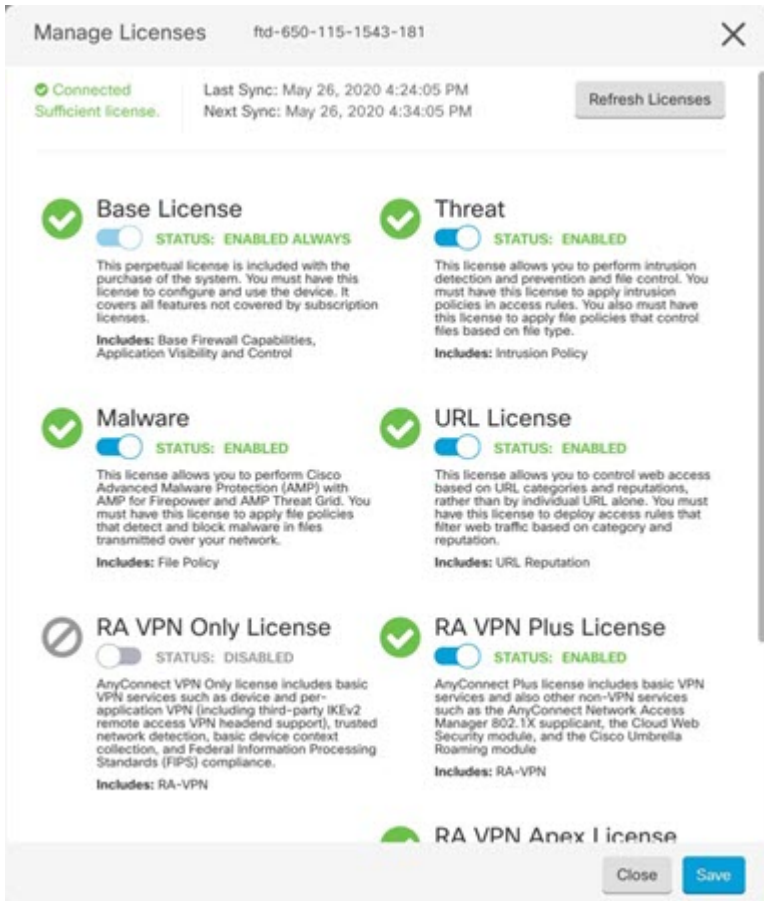 Manage Licenses ftd-650-115-1543-181
Connected
Sufficient license.
Last Sync: May 26, 2020 4:24:05 PM
Next Sync: May 26, 2020 4:34:05 PM
Refresh Licenses
Base License
STATUS: ENABLED ALWAYS
This perpetual license is included with the
purchase of the system. You must have this
license to configure and use the device. It
covers all features not covered by subscription
licenses.
Includes: Base Firewall Capabilities,
Application Visibility and Control
Threat
STATUS: ENABLED
This license allows you to perform intrusion
detection and prevention and file control. You
must have this license to apply intrusion
policies in access rules. You also must have
this license to apply file policies that control
files based on file type.
Includes: Intrusion Policy
Malware
STATUS: ENABLED
This license allows you to perform Cisco
Advanced Malware Protection (AMP) with
AMP for Firepower and AMP Threat Grid. You
must have this license to apply file policies
that detect and block malware in files
transmitted over your network.
Includes: File Policy
URL License
STATUS: ENABLED
This license allows you to control web access
based on URL categories and reputations,
rather than by individual URL alone. You must
have this license to deploy access rules that
filter web traffic based on category and
reputation.
Includes: URL Reputation
RA VPN Only License
STATUS: DISABLED
AnyConnect VPN Only license includes basic
VPN services such as device and per-
application VPN (including third-party IKEv2
remote access VPN headend support), trusted
network detection, basic device context
collection, and Federal Information Processing
Standards (FIPS) compliance.
Includes: RA-VPN
RA VPN Plus License
STATUS: ENABLED
AnyConnect Plus license includes basic VPN
services and also other non-VPN services
such as the AnyConnect Network Access
Manager 802.1X supplicant, the Cloud Web
Security module, and the Cisco Umbrella
Roaming module
Includes: RA-VPN
RA VPN Apex License
Close
Save